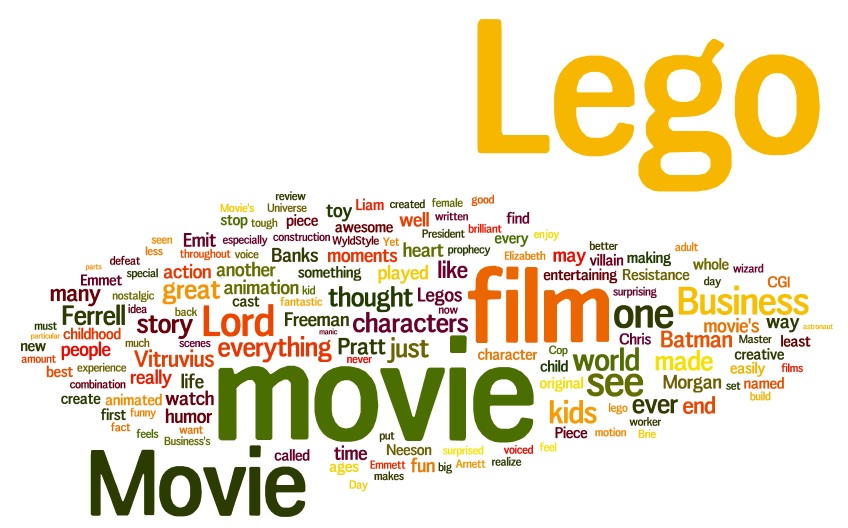 Lego
review
Movie's Universe toy Liam created female good
stop tough piece awesome well written find
seen Emit especially construction WyldStyle Yet President brilliant every enjoy
less throughout voice Banks moments heart prophecy Elizabeth may villain making better adult
parts defeat special action another something played like entertaining Resistance whole wizard
Emmet nostalgic great animation kid thought Legos film surprising day CGI
many idea cast fantastic now one Business
Ferrell back story Lord Freeman characters movie's way
must particular childhood manic Chris Batman Master least astronaut
new people much scenes everything Pratt just character Cop world made creative
amount experience Vitruvius never child easily films
best combination really life movie original see Morgan set named
create animated watch kids lego ever end build
first funny humor worker
fact feels want Piece motion Brie
Business's put
called time Neeson surprised voiced feel
Movie ages Emmett fun big Arnett realize
makes
Day